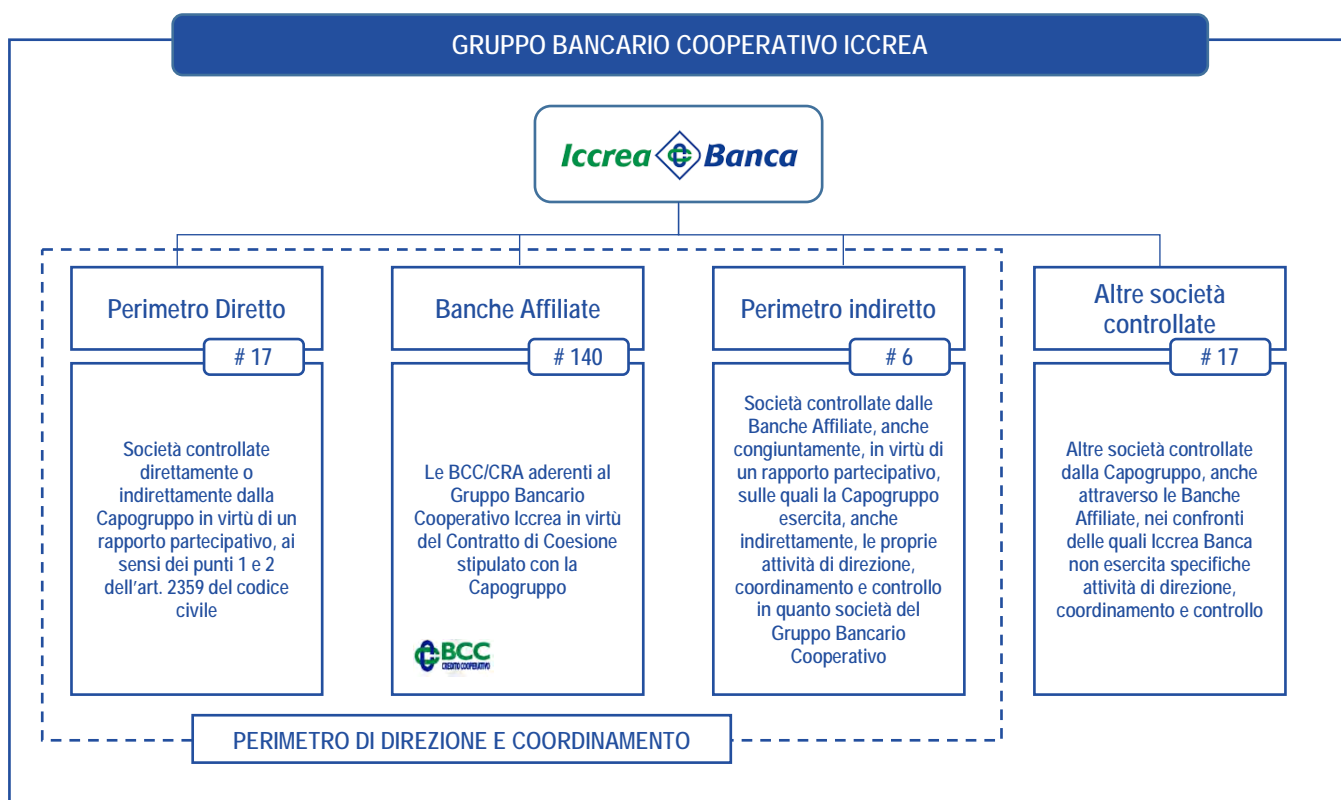 GRUPPO BANCARIO COOPERATIVO ICCREA
Iccrea Banca
Perimetro Diretto
# 17
Società controllate
direttamente o
indirettamente dalla
Capogruppo in virtù di un
rapporto partecipativo, ai
sensi dei punti 1 e 2
dell'art. 2359 del codice
civile
Banche Affiliate
# 140
Le BCC/CRA aderenti al
Gruppo Bancario
Cooperativo Iccrea in virtù
del Contratto di Coesione
stipulato con la
Capogruppo
BCC
CREDITO COOPERATIVO
Perimetro indiretto
# 6
Società controllate dalle
Banche Affiliate, anche
congiuntamente, in virtù di
un rapporto partecipativo,
sulle quali la Capogruppo
esercita, anche
indirettamente, le proprie
attività di direzione,
coordinamento e controllo
in quanto società del
Gruppo Bancario
Cooperativo
Altre società
controllate
# 17
Altre società controllate
dalla Capogruppo, anche
attraverso le Banche
Affiliate, nei confronti
delle quali Iccrea Banca
non esercita specifiche
attività di direzione,
coordinamento e controllo
PERIMETRO DI DIREZIONE E COORDINAMENTO